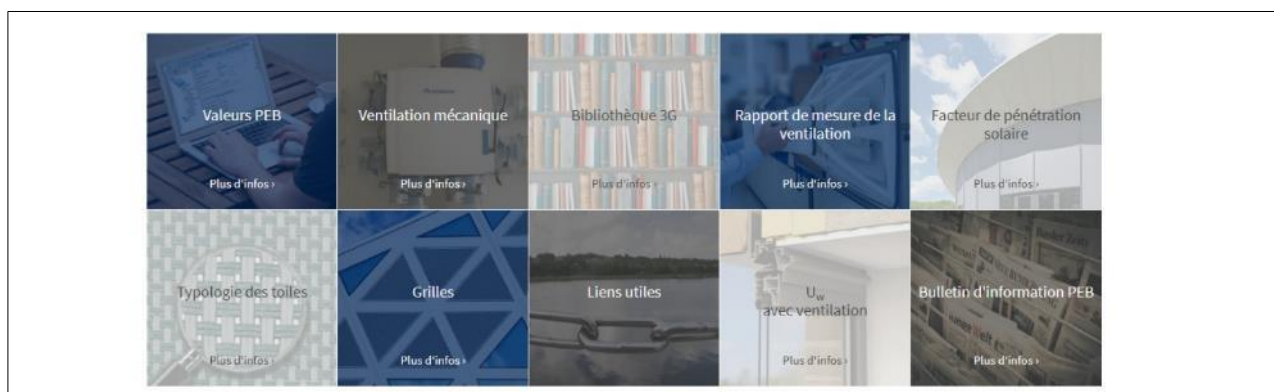 Valeurs PEB
Plus d'infos ›
Ventilation mécanique
Plus d'infos ›
Bibliothèque 3G
Plus d'infos ›
Rapport de mesure de la
ventilation
Plus d'infos ›
Facteur de pénétration
solaire
Plus d'infos ›
Typologie des toiles
Plus d'infos ›
Grilles
Plus d'infos ›
Liens utiles
Plus d'infos ›
Uw
avec ventilation
Plus d'infos ›
Bulletin d'information PEB
Plus d'infos ›